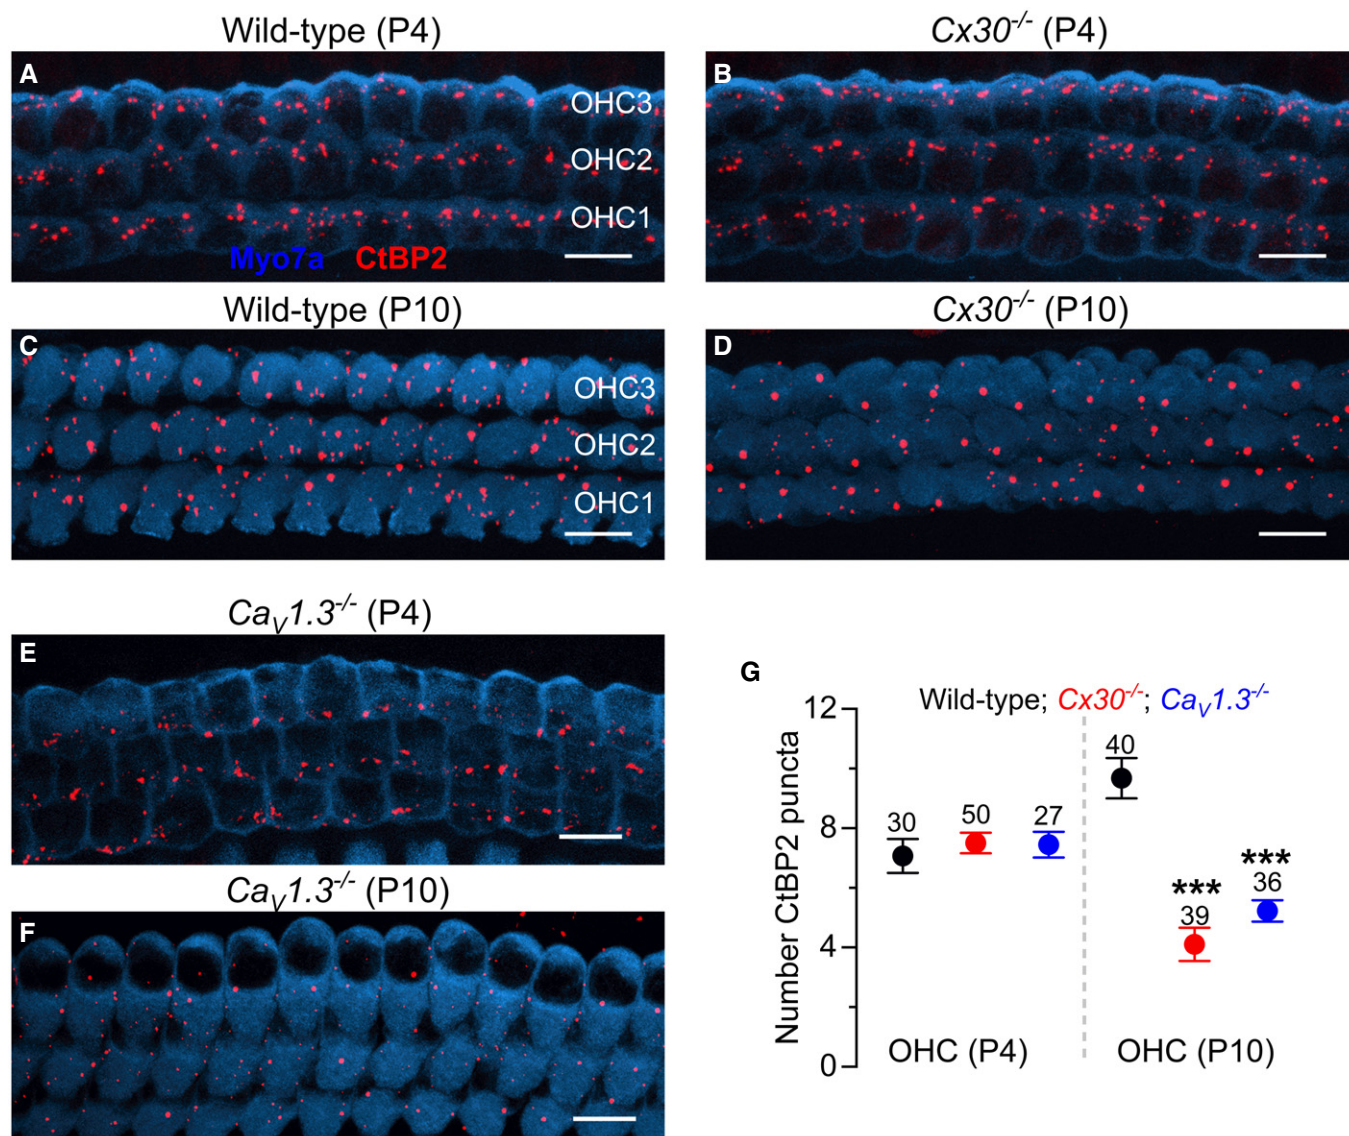 Wild-type (P4)
Cx30-/- (P4)
A
B
OHC3
OHC2
OHC1
Myo7a CtBP2
Wild-type (P10)
Cx30-/- (P10)
C
D
OHC3
OHC2
OHC1
CaV1.3-/- (P4)
E
CaV1.3-/- (P10)
F
G
Wild-type; Cx30-/-; CaV1.3-/-
Number CtBP2 puncta
12
8
4
0
30
50
27
40
***
39
***
36
OHC (P4)
OHC (P10)